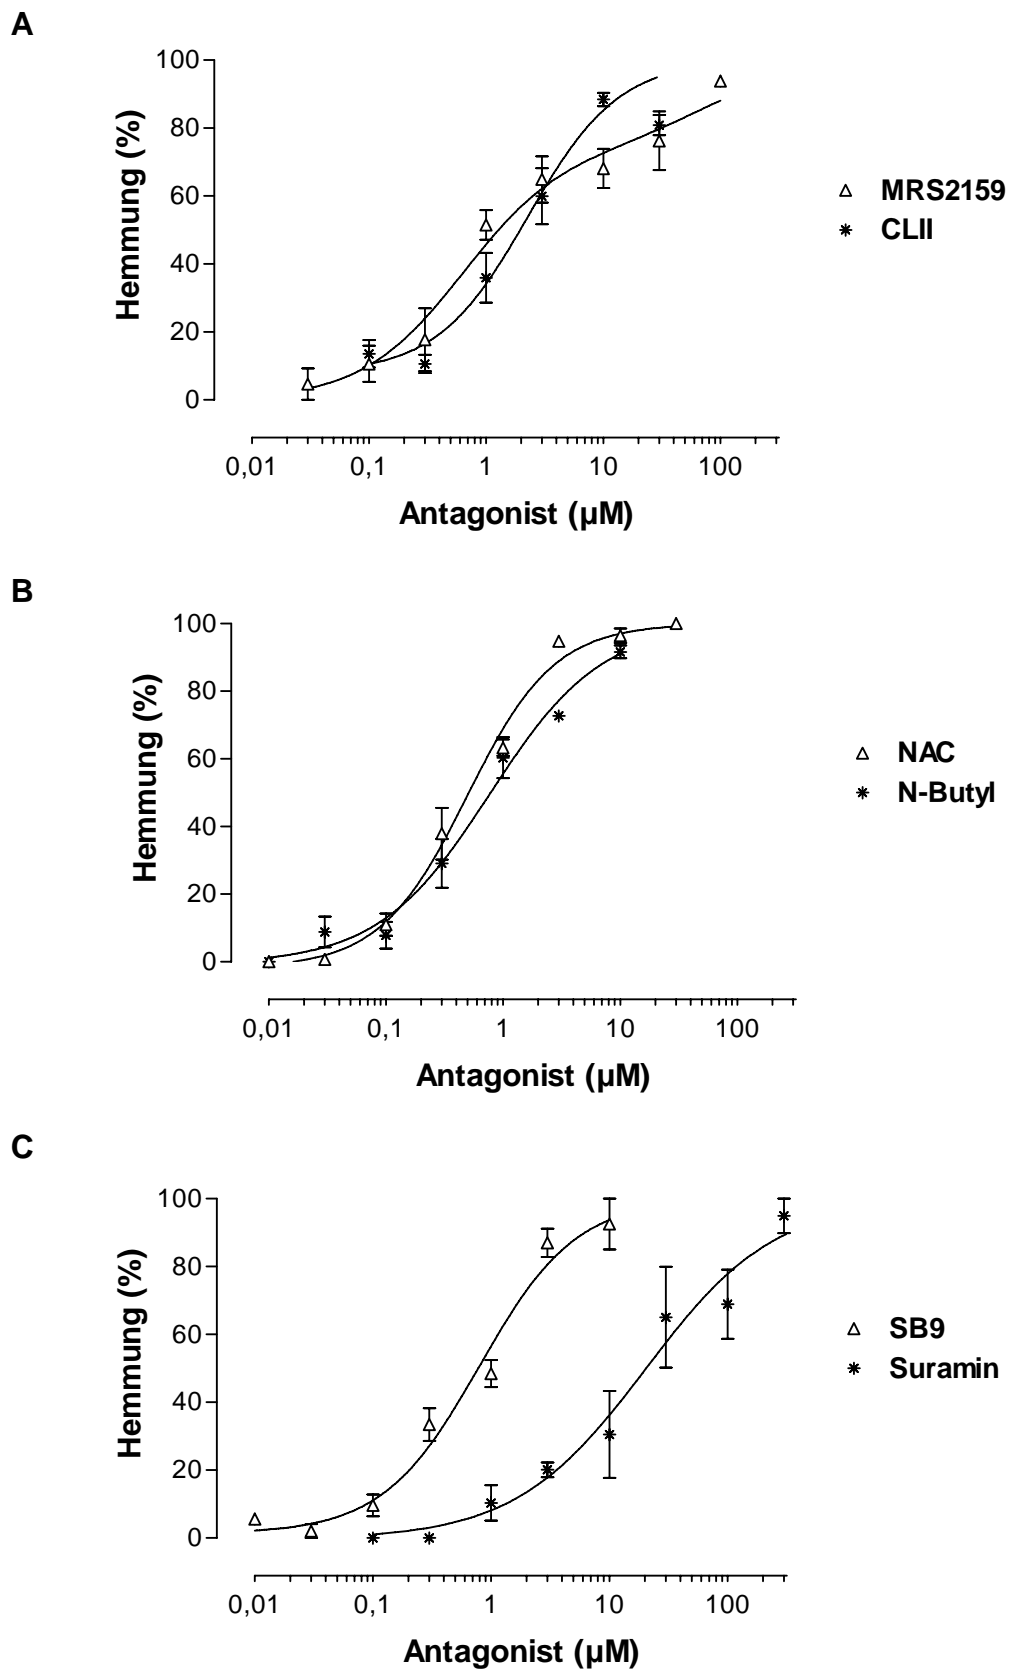 A
Hemmung (%)
100
80
60
40
20
0
0,01 0,1 1 10 100
Antagonist (µM)
MRS2159
CLII
B
Hemmung (%)
100
80
60
40
20
0
0,01 0,1 1 10 100
Antagonist (µM)
NAC
N-Butyl
C
Hemmung (%)
100
80
60
40
20
0
0,01 0,1 1 10 100
Antagonist (µM)
SB9
Suramin